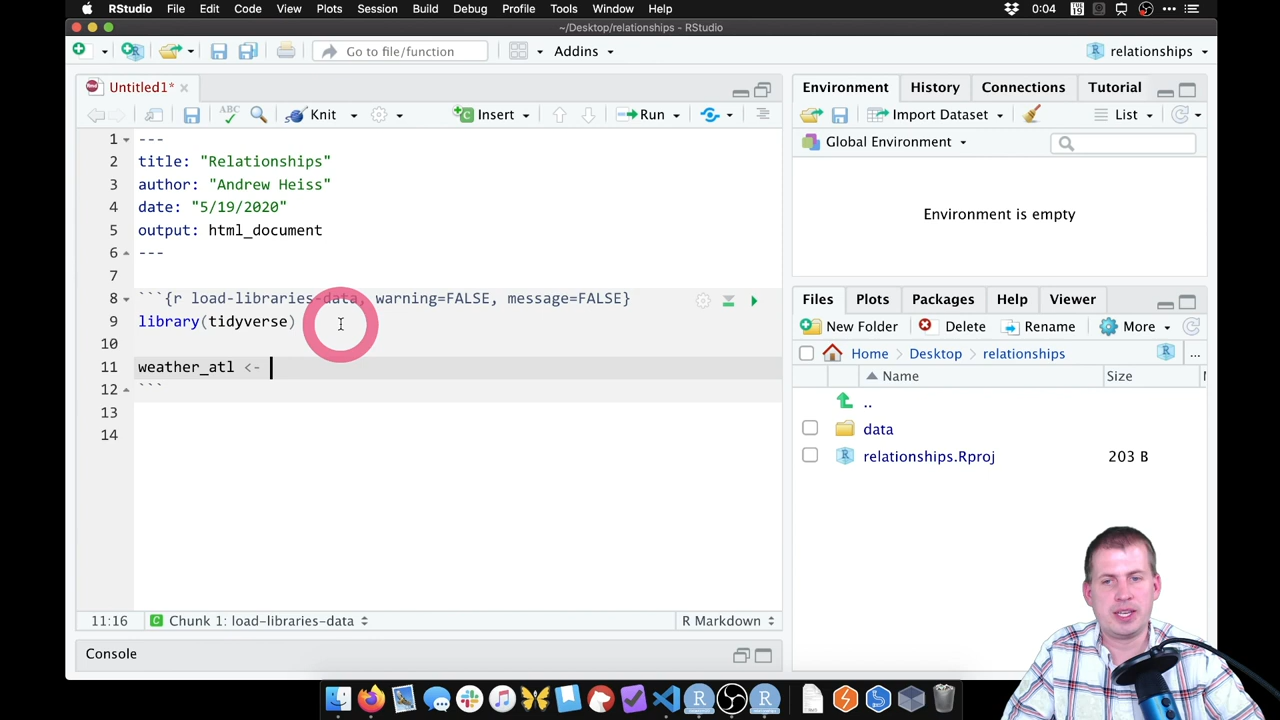 RStudio File Edit Code View Plots Session Build Debug Profile Tools Window Help 0:04 TUE 19
~/Desktop/relationships - RStudio
Go to file/function Addins relationships
Untitled1*
ABC Knit Insert Run
1 ---
2 title: "Relationships"
3 author: "Andrew Heiss"
4 date: "5/19/2020"
5 output: html_document
6 ---
7
8 ```{r load-libraries-data, warning=FALSE, message=FALSE}
9 library(tidyverse)
10
11 weather_atl <-
12 ```
13
14
11:16 Chunk 1: load-libraries-data R Markdown
Console
Environment History Connections Tutorial
Import Dataset List
Global Environment
Environment is empty
Files Plots Packages Help Viewer
New Folder Delete Rename More
Home Desktop relationships ...
Name Size
..
data
relationships.Rproj 203 B